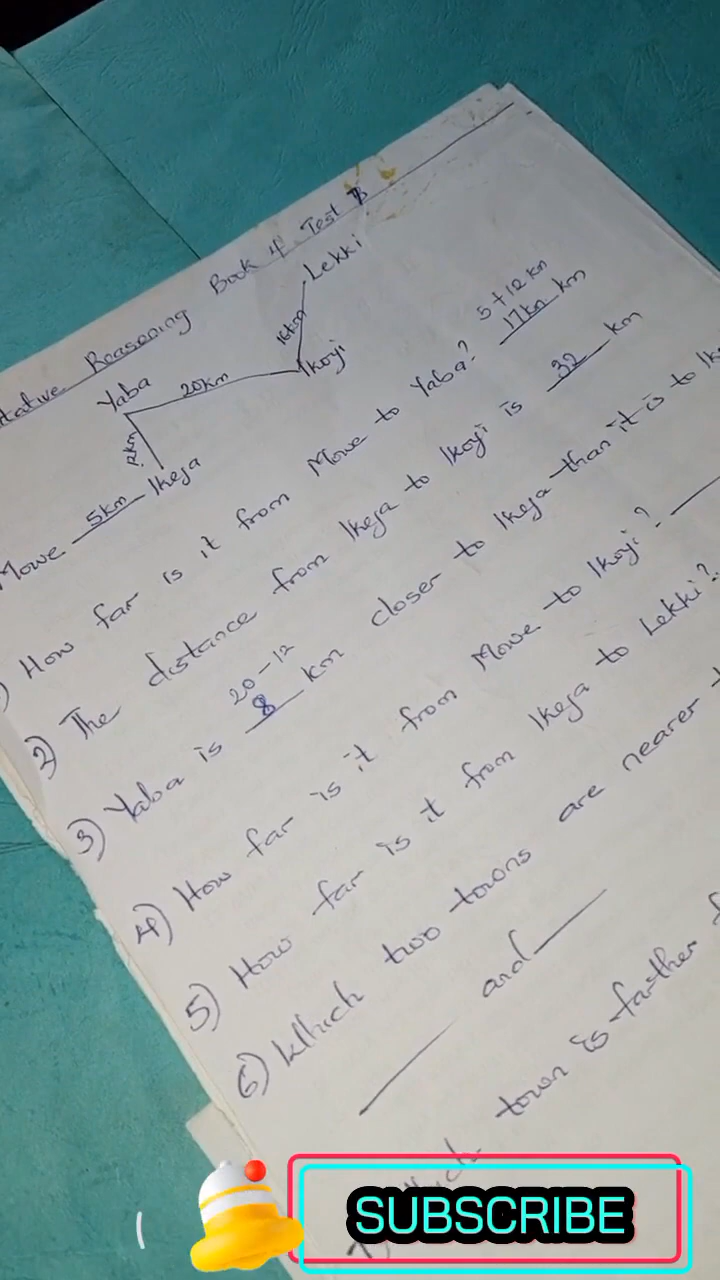 Reasoning Book 4 Test B
Lekki
16km
Ikoyi
20km
Yaba
12km
Ikeja
5km
Mowe
5+12 km
How far is it from Mowe to Yaba? 17km km
2) The distance from Ikeja to Ikoyi is 32 km
20-12
3) Yaba is 8 km closer to Ikeja than it is to
4) How far is it from Mowe to Ikoyi?
5) How far is it from Ikeja to Lekki?
6) Which two towns are nearer
and
town is farther
SUBSCRIBE